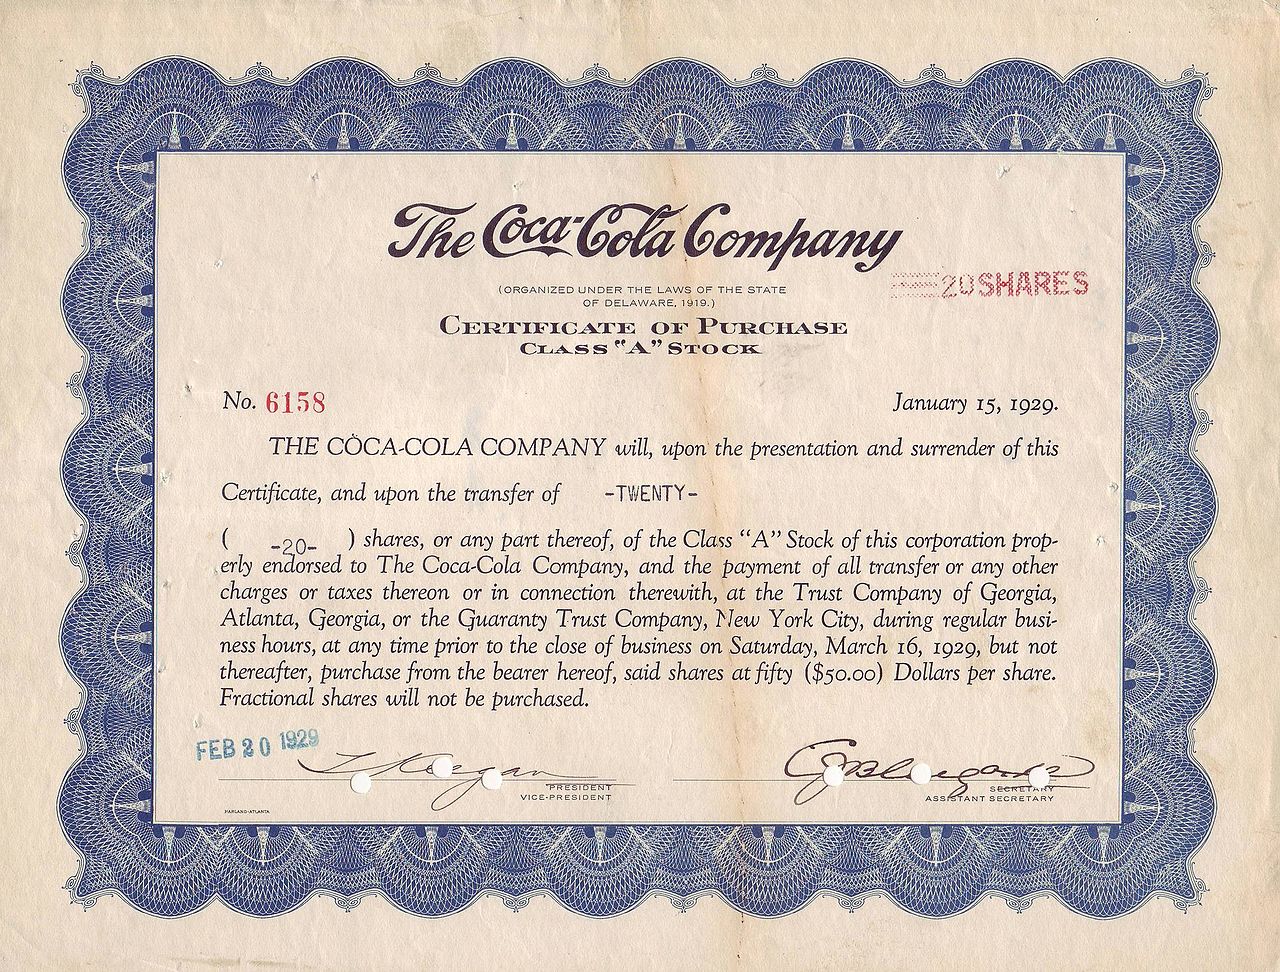 The Coca-Cola Company
(ORGANIZED UNDER THE LAWS OF THE STATE
OF DELAWARE, 1919.)
20 SHARES
CERTIFICATE OF PURCHASE
CLASS "A" STOCK
No. 6158
January 15, 1929.
THE COCA-COLA COMPANY will, upon the presentation and surrender of this
Certificate, and upon the transfer of -TWENTY-
( -20- ) shares, or any part thereof, of the Class "A" Stock of this corporation prop-
erly endorsed to The Coca-Cola Company, and the payment of all transfer or any other
charges or taxes thereon or in connection therewith, at the Trust Company of Georgia,
Atlanta, Georgia, or the Guaranty Trust Company, New York City, during regular busi-
ness hours, at any time prior to the close of business on Saturday, March 16, 1929, but not
thereafter, purchase from the bearer hereof, said shares at fifty ($50.00) Dollars per share.
Fractional shares will not be purchased.
FEB 20 1929
PRESIDENT
VICE-PRESIDENT
SECRETARY
ASSISTANT SECRETARY